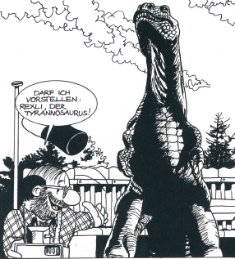 DARF ICH
VORSTELLEN:
REXLI, DER
TYRANNOSAURUS!